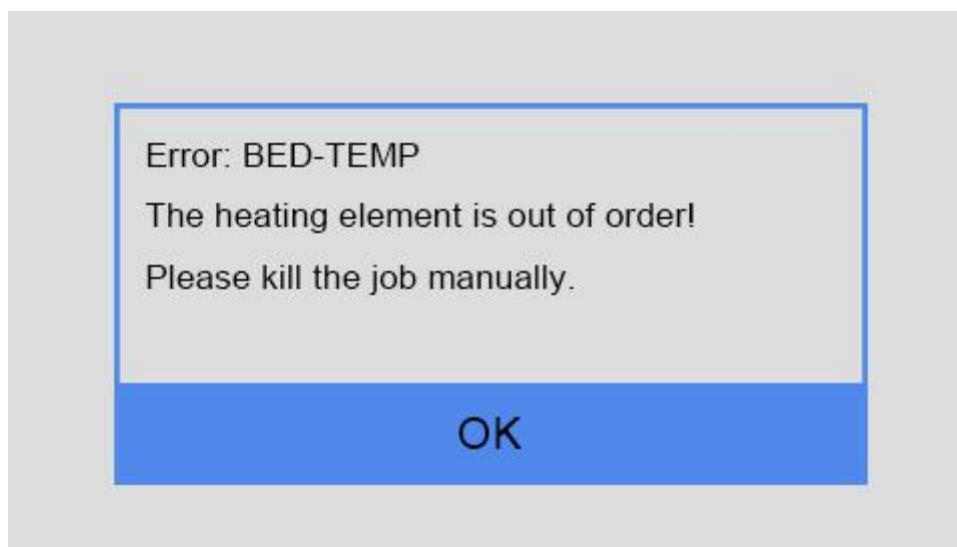 Error: BED-TEMP
The heating element is out of order!
Please kill the job manually.
OK